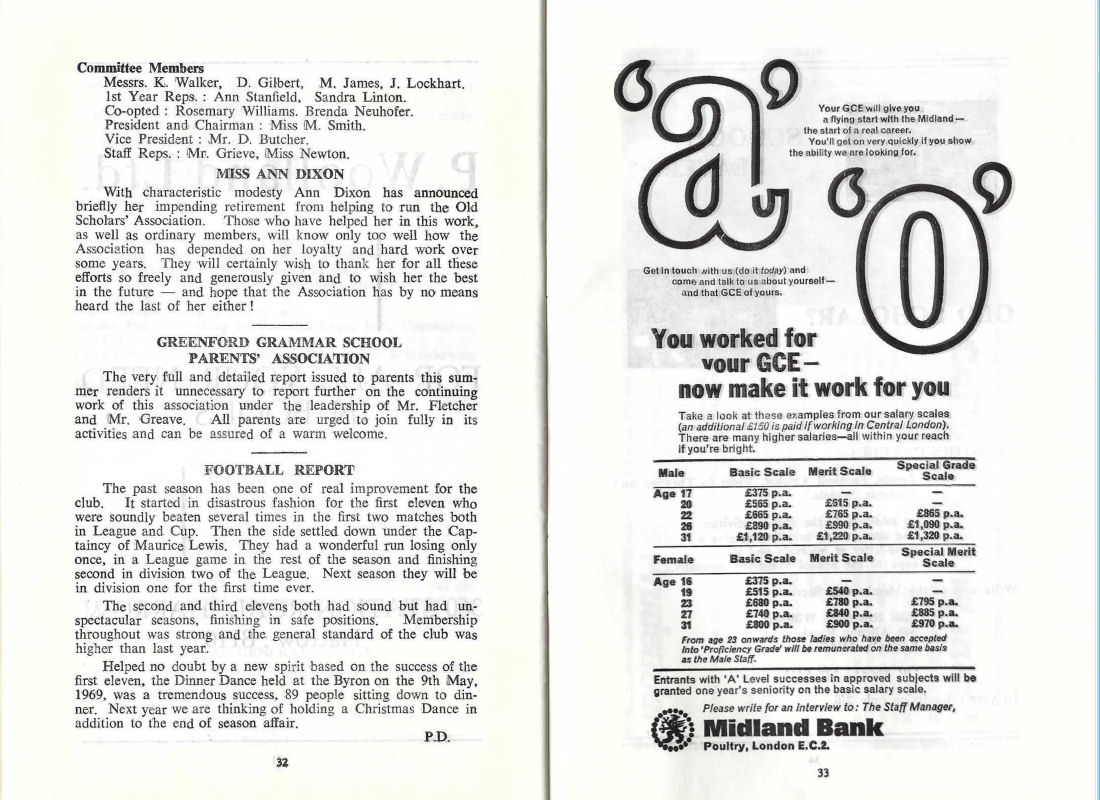 Committee Members
Messrs. K. Walker, D. Gilbert, M. James, J. Lockhart.
1st Year Reps. : Ann Stanfield, Sandra Linton.
Co-opted : Rosemary Williams. Brenda Neuhofer.
President and Chairman : Miss M. Smith.
Vice President : Mr. D. Butcher.
Staff Reps. : Mr. Grieve, Miss Newton.
MISS ANN DIXON
With characteristic modesty Ann Dixon has announced
briefly her impending retirement from helping to run the Old
Scholars' Association. Those who have helped her in this work,
as well as ordinary members, will know only too well how the
Association has depended on her loyalty and hard work over
some years. They will certainly wish to thank her for all these
efforts so freely and generously given and to wish her the best
in the future — and hope that the Association has by no means
heard the last of her either !
GREENFORD GRAMMAR SCHOOL
PARENTS' ASSOCIATION
The very full and detailed report issued to parents this sum-
mer renders it unnecessary to report further on the continuing
work of this association under the leadership of Mr. Fletcher
and Mr. Greave. All parents are urged to join fully in its
activities and can be assured of a warm welcome.
FOOTBALL REPORT
The past season has been one of real improvement for the
club. It started in disastrous fashion for the first eleven who
were soundly beaten several times in the first two matches both
in League and Cup. Then the side settled down under the Cap-
taincy of Maurice Lewis. They had a wonderful run losing only
once, in a League game in the rest of the season and finishing
second in division two of the League. Next season they will be
in division one for the first time ever.
The second and third elevens both had sound but had un-
spectacular seasons, finishing in safe positions. Membership
throughout was strong and the general standard of the club was
higher than last year.
Helped no doubt by a new spirit based on the success of the
first eleven, the Dinner Dance held at the Byron on the 9th May,
1969, was a tremendous success, 89 people sitting down to din-
ner. Next year we are thinking of holding a Christmas Dance in
addition to the end of season affair.
P.D.
32
'a'
Your GCE will give you
a flying start with the Midland—
the start of a real career.
You'll get on very quickly if you show
the ability we are looking for.
'O'
Get in touch with us (do it today) and
come and talk to us about yourself—
and that GCE of yours.
You worked for
your GCE—
now make it work for you
Take a look at these examples from our salary scales
(an additional £150 is paid if working in Central London).
There are many higher salaries—all within your reach
if you're bright.
Male Basic Scale Merit Scale Special Grade Scale
Age 17 £375 p.a. — —
20 £565 p.a. £615 p.a. —
22 £665 p.a. £765 p.a. £865 p.a.
26 £890 p.a. £990 p.a. £1,090 p.a.
31 £1,120 p.a. £1,220 p.a. £1,320 p.a.
Female Basic Scale Merit Scale Special Merit Scale
Age 16 £375 p.a. — —
19 £515 p.a. £540 p.a. —
23 £680 p.a. £780 p.a. £795 p.a.
27 £740 p.a. £840 p.a. £885 p.a.
31 £800 p.a. £900 p.a. £970 p.a.
From age 23 onwards those ladies who have been accepted
into 'Proficiency Grade' will be remunerated on the same basis
as the Male Staff.
Entrants with 'A' Level successes in approved subjects will be
granted one year's seniority on the basic salary scale.
Please write for an interview to: The Staff Manager,
Midland Bank
Poultry, London E.C.2.
33